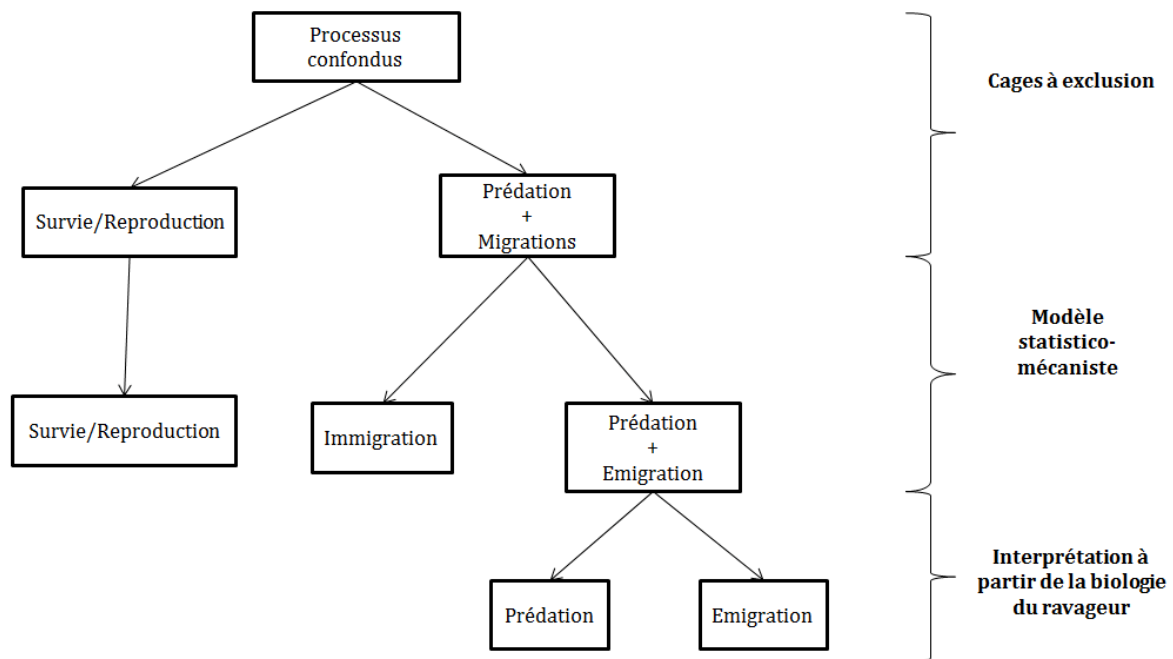 Processus
confondus
Cages à exclusion
Survie/Reproduction
Prédation
+
Migrations
Modèle
statistico-
mécaniste
Survie/Reproduction
Immigration
Prédation
+
Emigration
Interprétation à
partir de la biologie
du ravageur
Prédation
Emigration